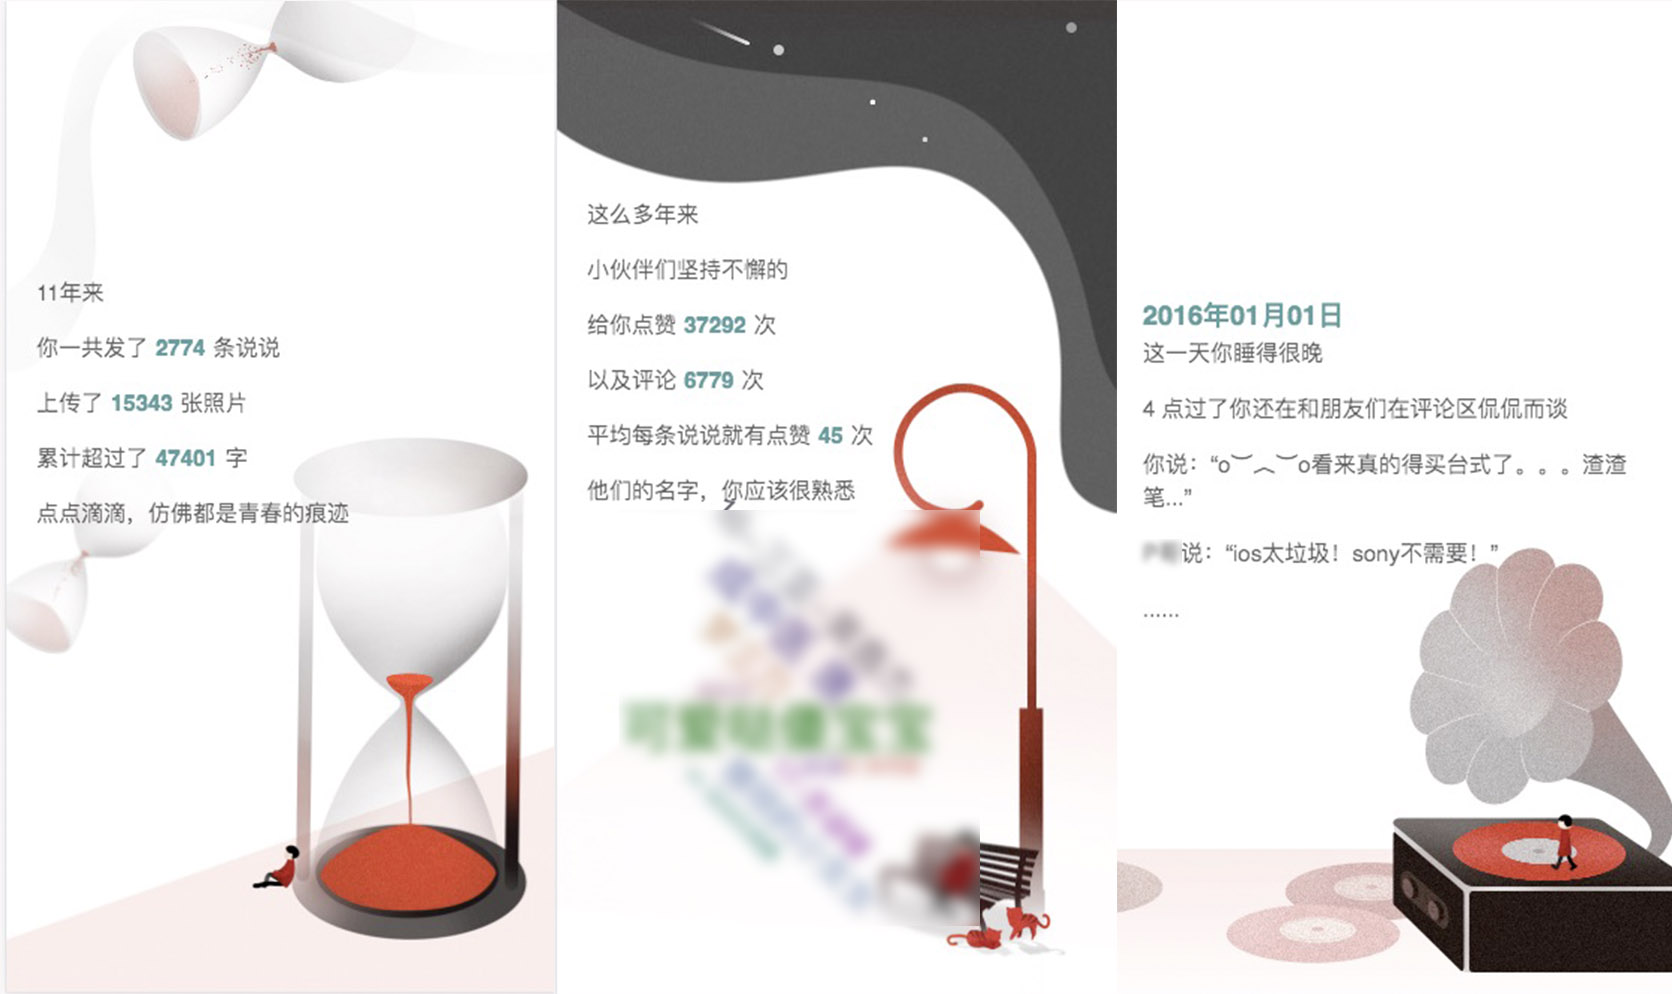 11年来
你一共发了 2774 条说说
上传了 15343 张照片
累计超过了 47401 字
点点滴滴，仿佛都是青春的痕迹
这么多年来
小伙伴们坚持不懈的
给你点赞 37292 次
以及评论 6779 次
平均每条说说就有点赞 45 次
他们的名字，你应该很熟悉
2016年01月01日
这一天你睡得很晚
4 点过了你还在和朋友们在评论区侃侃而谈
你说：“o︶︿︶o看来真的得买台式了。。。渣渣
笔...”
说：“ios太垃圾！sony不需要！”
......